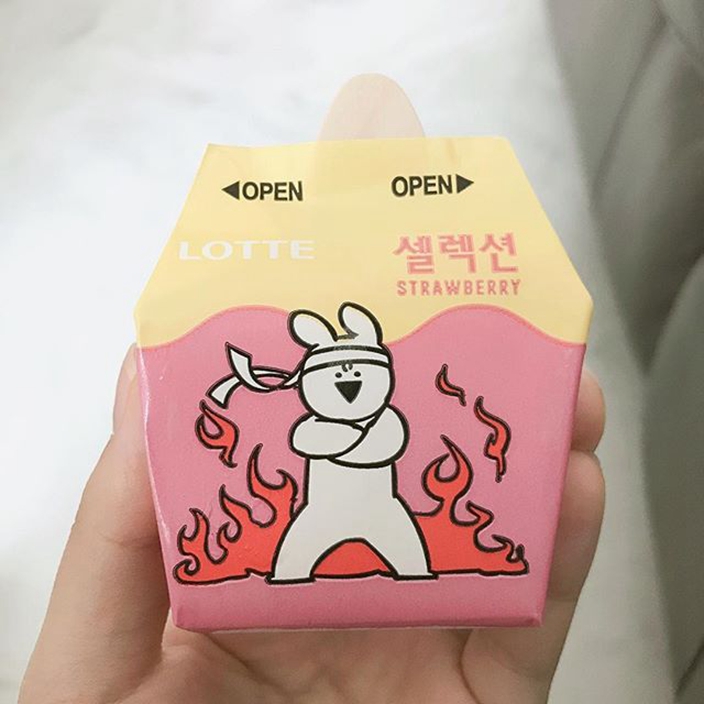 ◀OPEN OPEN▶
LOTTE 셀렉션
STRAWBERRY